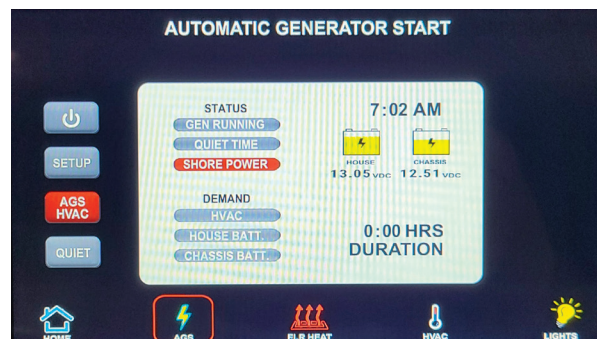 AUTOMATIC GENERATOR START
STATUS
GEN RUNNING
QUIET TIME
SHORE POWER
7:02 AM
HOUSE
13.05 VDC
CHASSIS
12.51 VDC
SETUP
AGS
HVAC
QUIET
DEMAND
HVAC
HOUSE BATT.
CHASSIS BATT.
0:00 HRS
DURATION
HOME
AGS
FLR HEAT
HVAC
LIGHTS